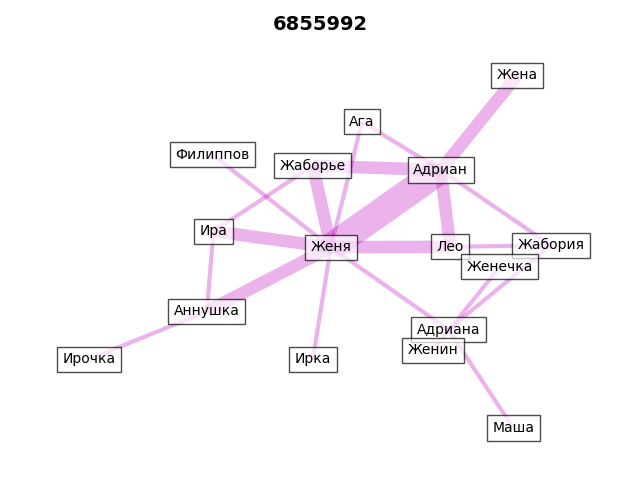 6855992
Жена
Ага
Филиппов
Жаборье
Адриан
Ира
Женя
Лео
Жабория
Женечка
Аннушка
Адриана
Женин
Ирочка
Ирка
Маша